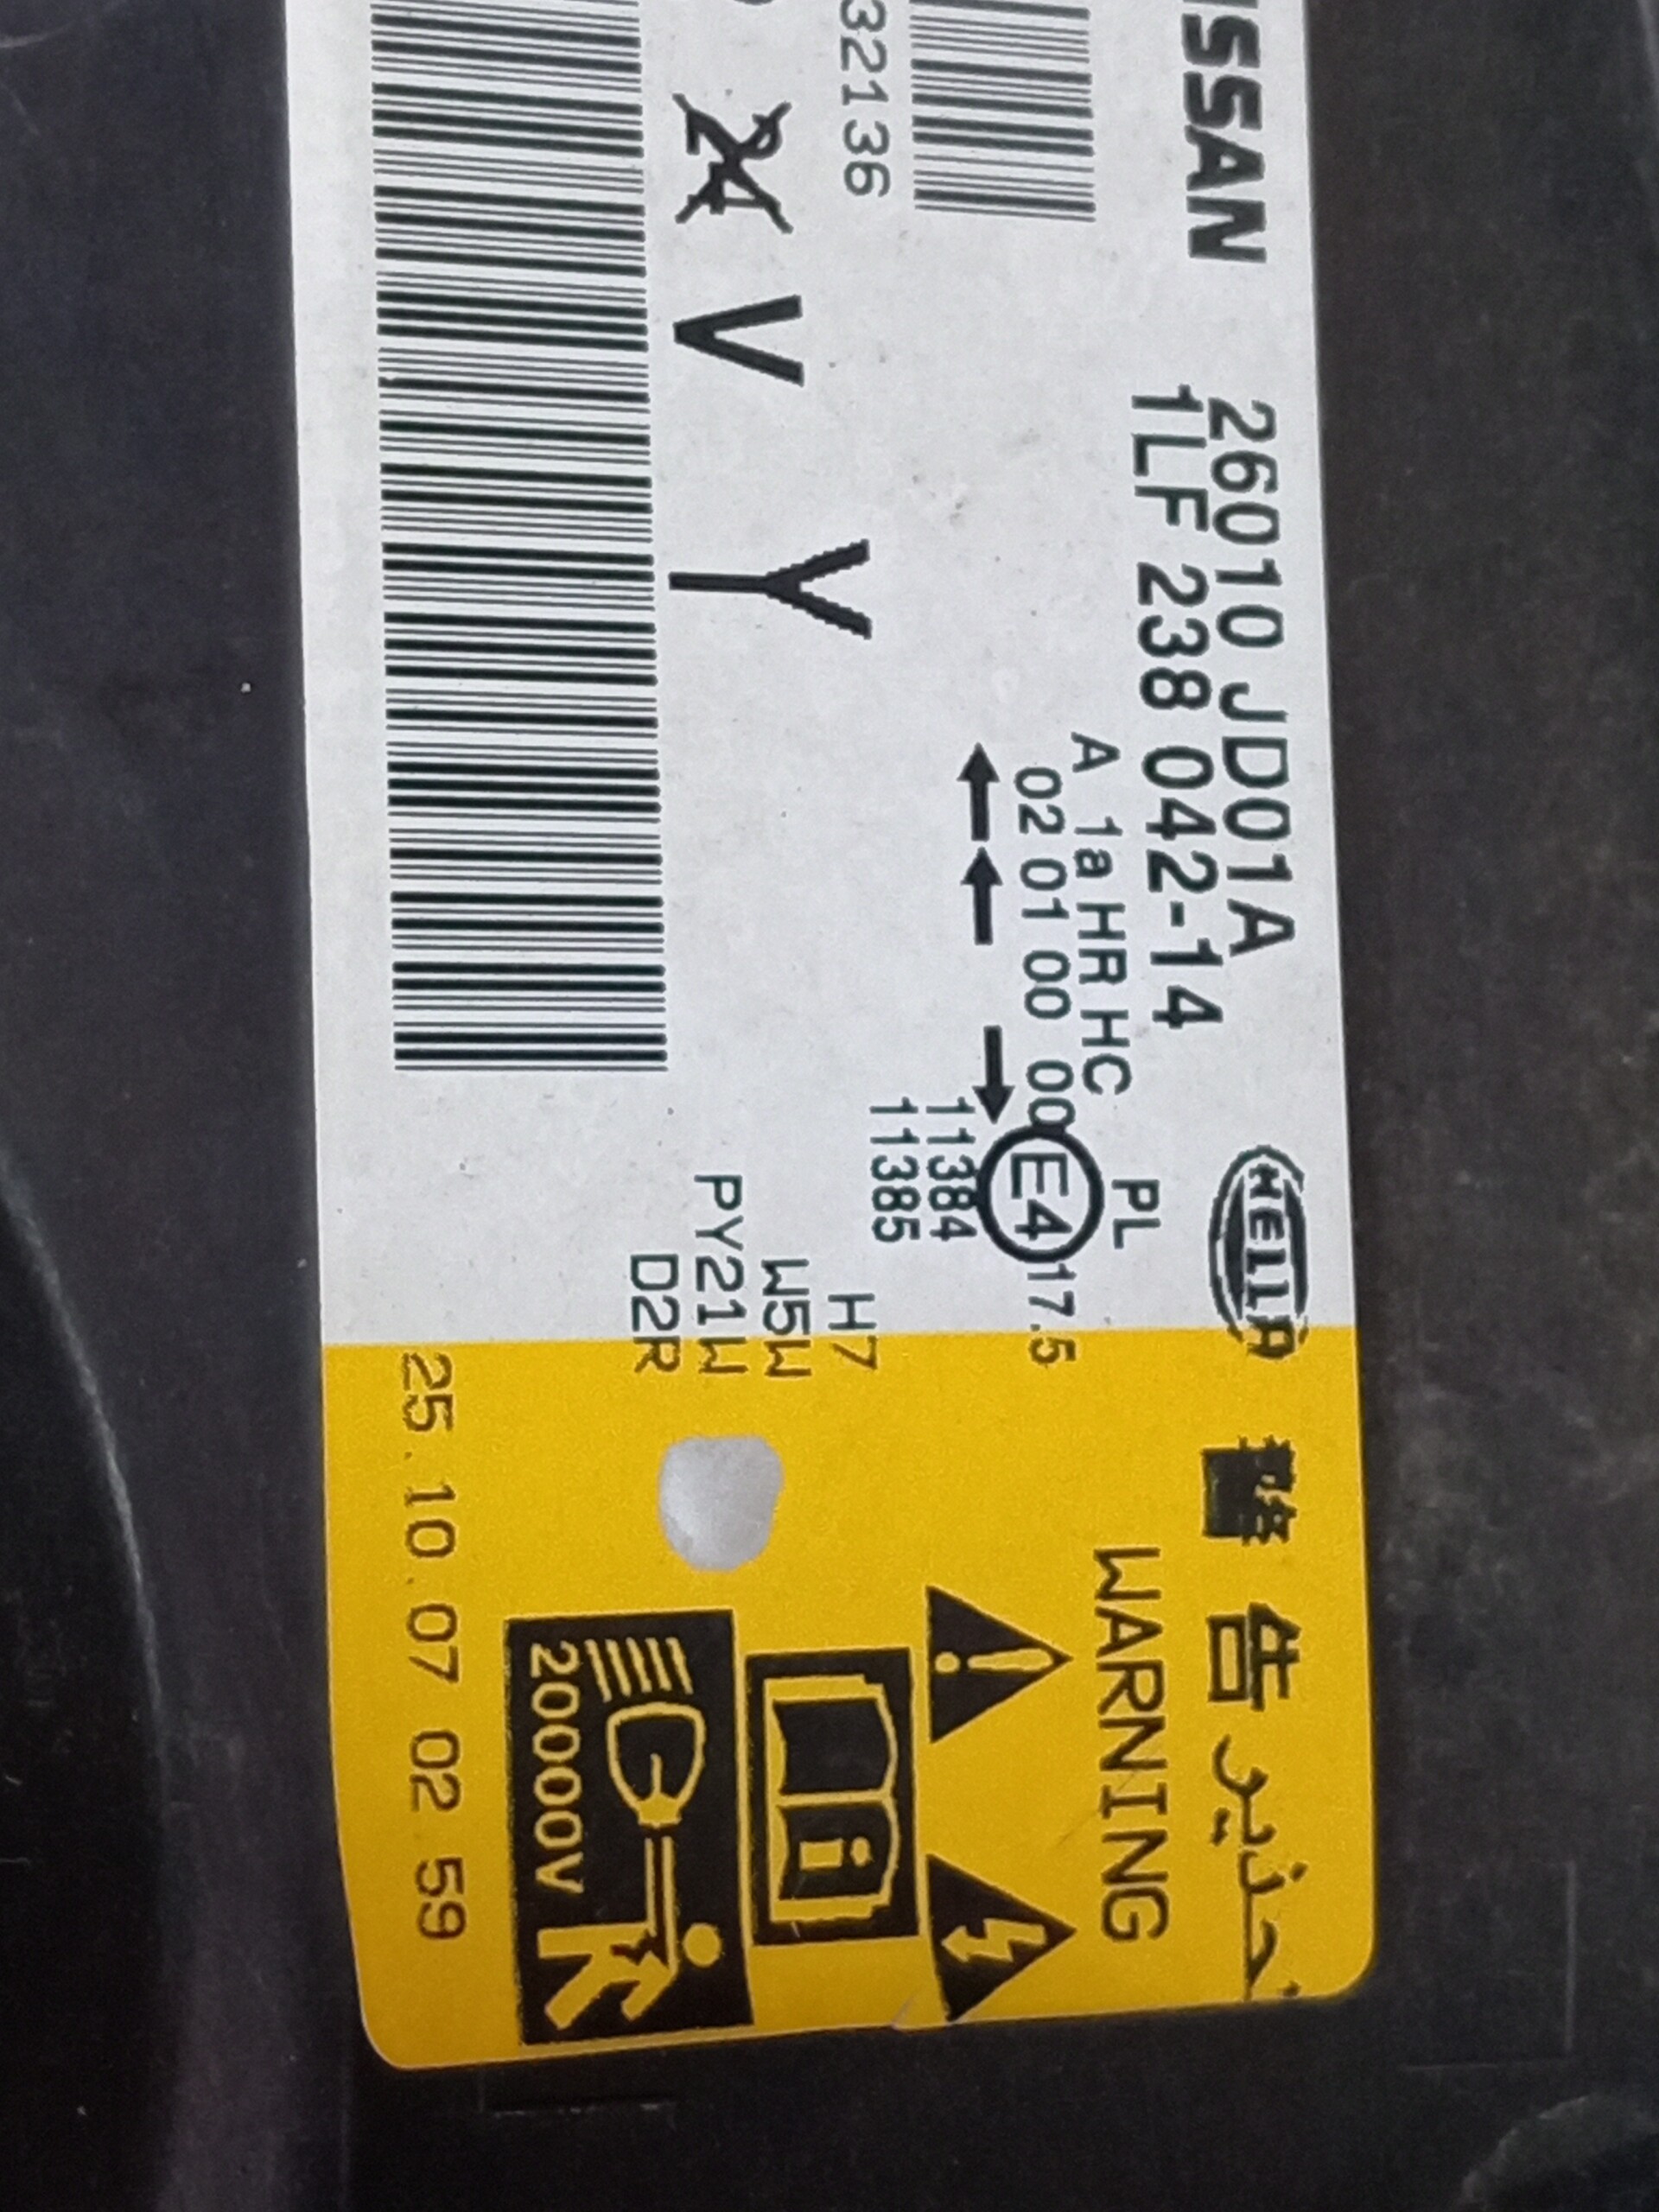 ISSAN
26010 JD01A
1LF 238 042-14
HELLA
A 1a HR HC PL
02 01 00 00 E4 17.5
11384
11385
32136
V Y
H7
W5W
PY21W
D2R
警告 تحذير
WARNING
20000V
25.10.07 02 59